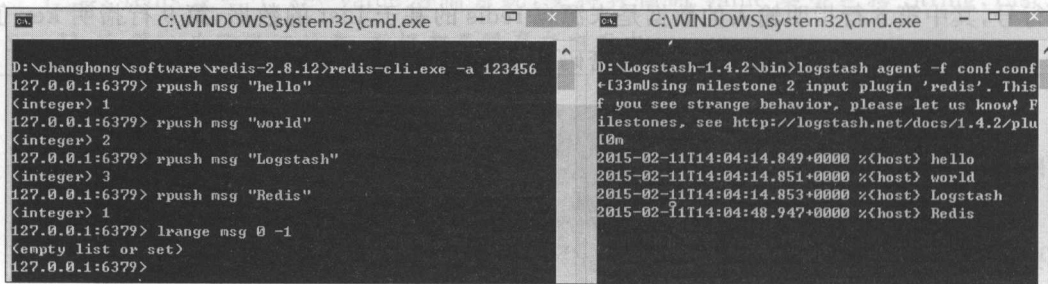 C:\WINDOWS\system32\cmd.exe
D:\changhong\software\redis-2.8.12>redis-cli.exe -a 123456
127.0.0.1:6379> rpush msg "hello"
(integer) 1
127.0.0.1:6379> rpush msg "world"
(integer) 2
127.0.0.1:6379> rpush msg "Logstash"
(integer) 3
127.0.0.1:6379> rpush msg "Redis"
(integer) 1
127.0.0.1:6379> lrange msg 0 -1
(empty list or set)
127.0.0.1:6379>
C:\WINDOWS\system32\cmd.exe
D:\Logstash-1.4.2\bin>logstash agent -f conf.conf
←[33mUsing milestone 2 input plugin 'redis'. This
f you see strange behavior, please let us know! F
ilestones, see http://logstash.net/docs/1.4.2/plu
[0m
2015-02-11T14:04:14.849+0000 %{host} hello
2015-02-11T14:04:14.851+0000 %{host} world
2015-02-11T14:04:14.853+0000 %{host} Logstash
2015-02-11T14:04:48.947+0000 %{host} Redis